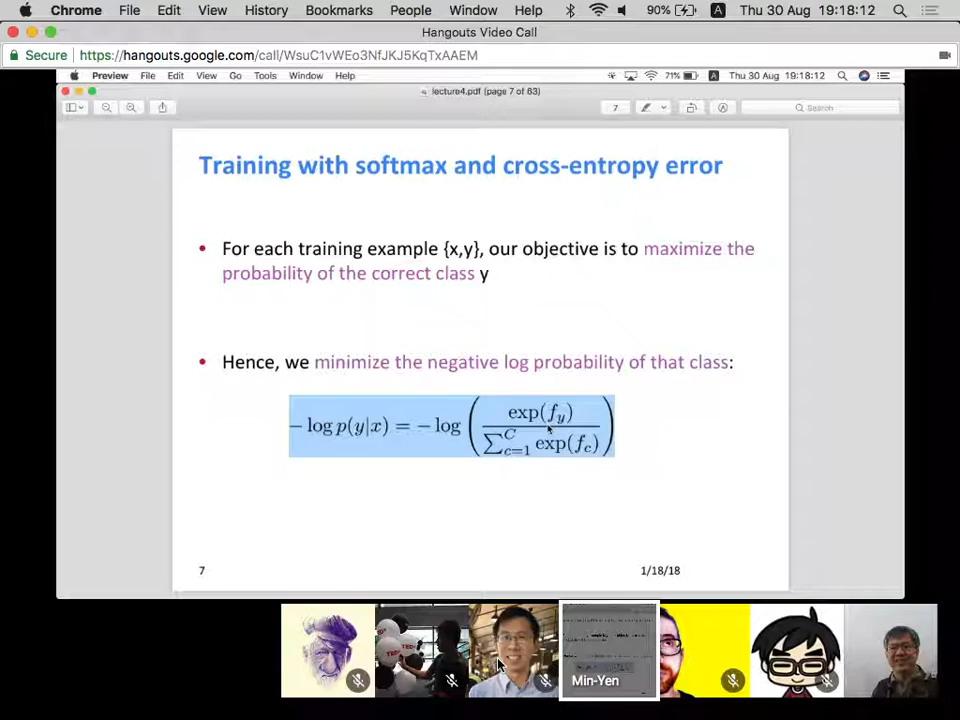 Chrome File Edit View History Bookmarks People Window Help 90% A Thu 30 Aug 19:18:12
Hangouts Video Call
Secure https://hangouts.google.com/call/WsuC1vWEo3NfJKJ5KqTxAAEM
Preview File Edit View Go Tools Window Help 71% A Thu 30 Aug 19:18:12
lecture4.pdf (page 7 of 63)
7 Search
Training with softmax and cross-entropy error
• For each training example {x,y}, our objective is to maximize the
probability of the correct class y
• Hence, we minimize the negative log probability of that class:
− log p(y|x) = − log ( exp(f_y) / ∑_{c=1}^{C} exp(f_c) )
7 1/18/18
Min-Yen